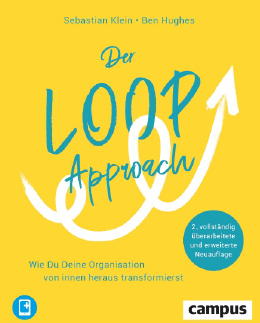 Sebastian Klein · Ben Hughes
Der
LOOP
Approach
2. vollständig
überarbeitete
und erweiterte
Neuauflage
Wie Du Deine Organisation
von innen heraus transformierst
campus